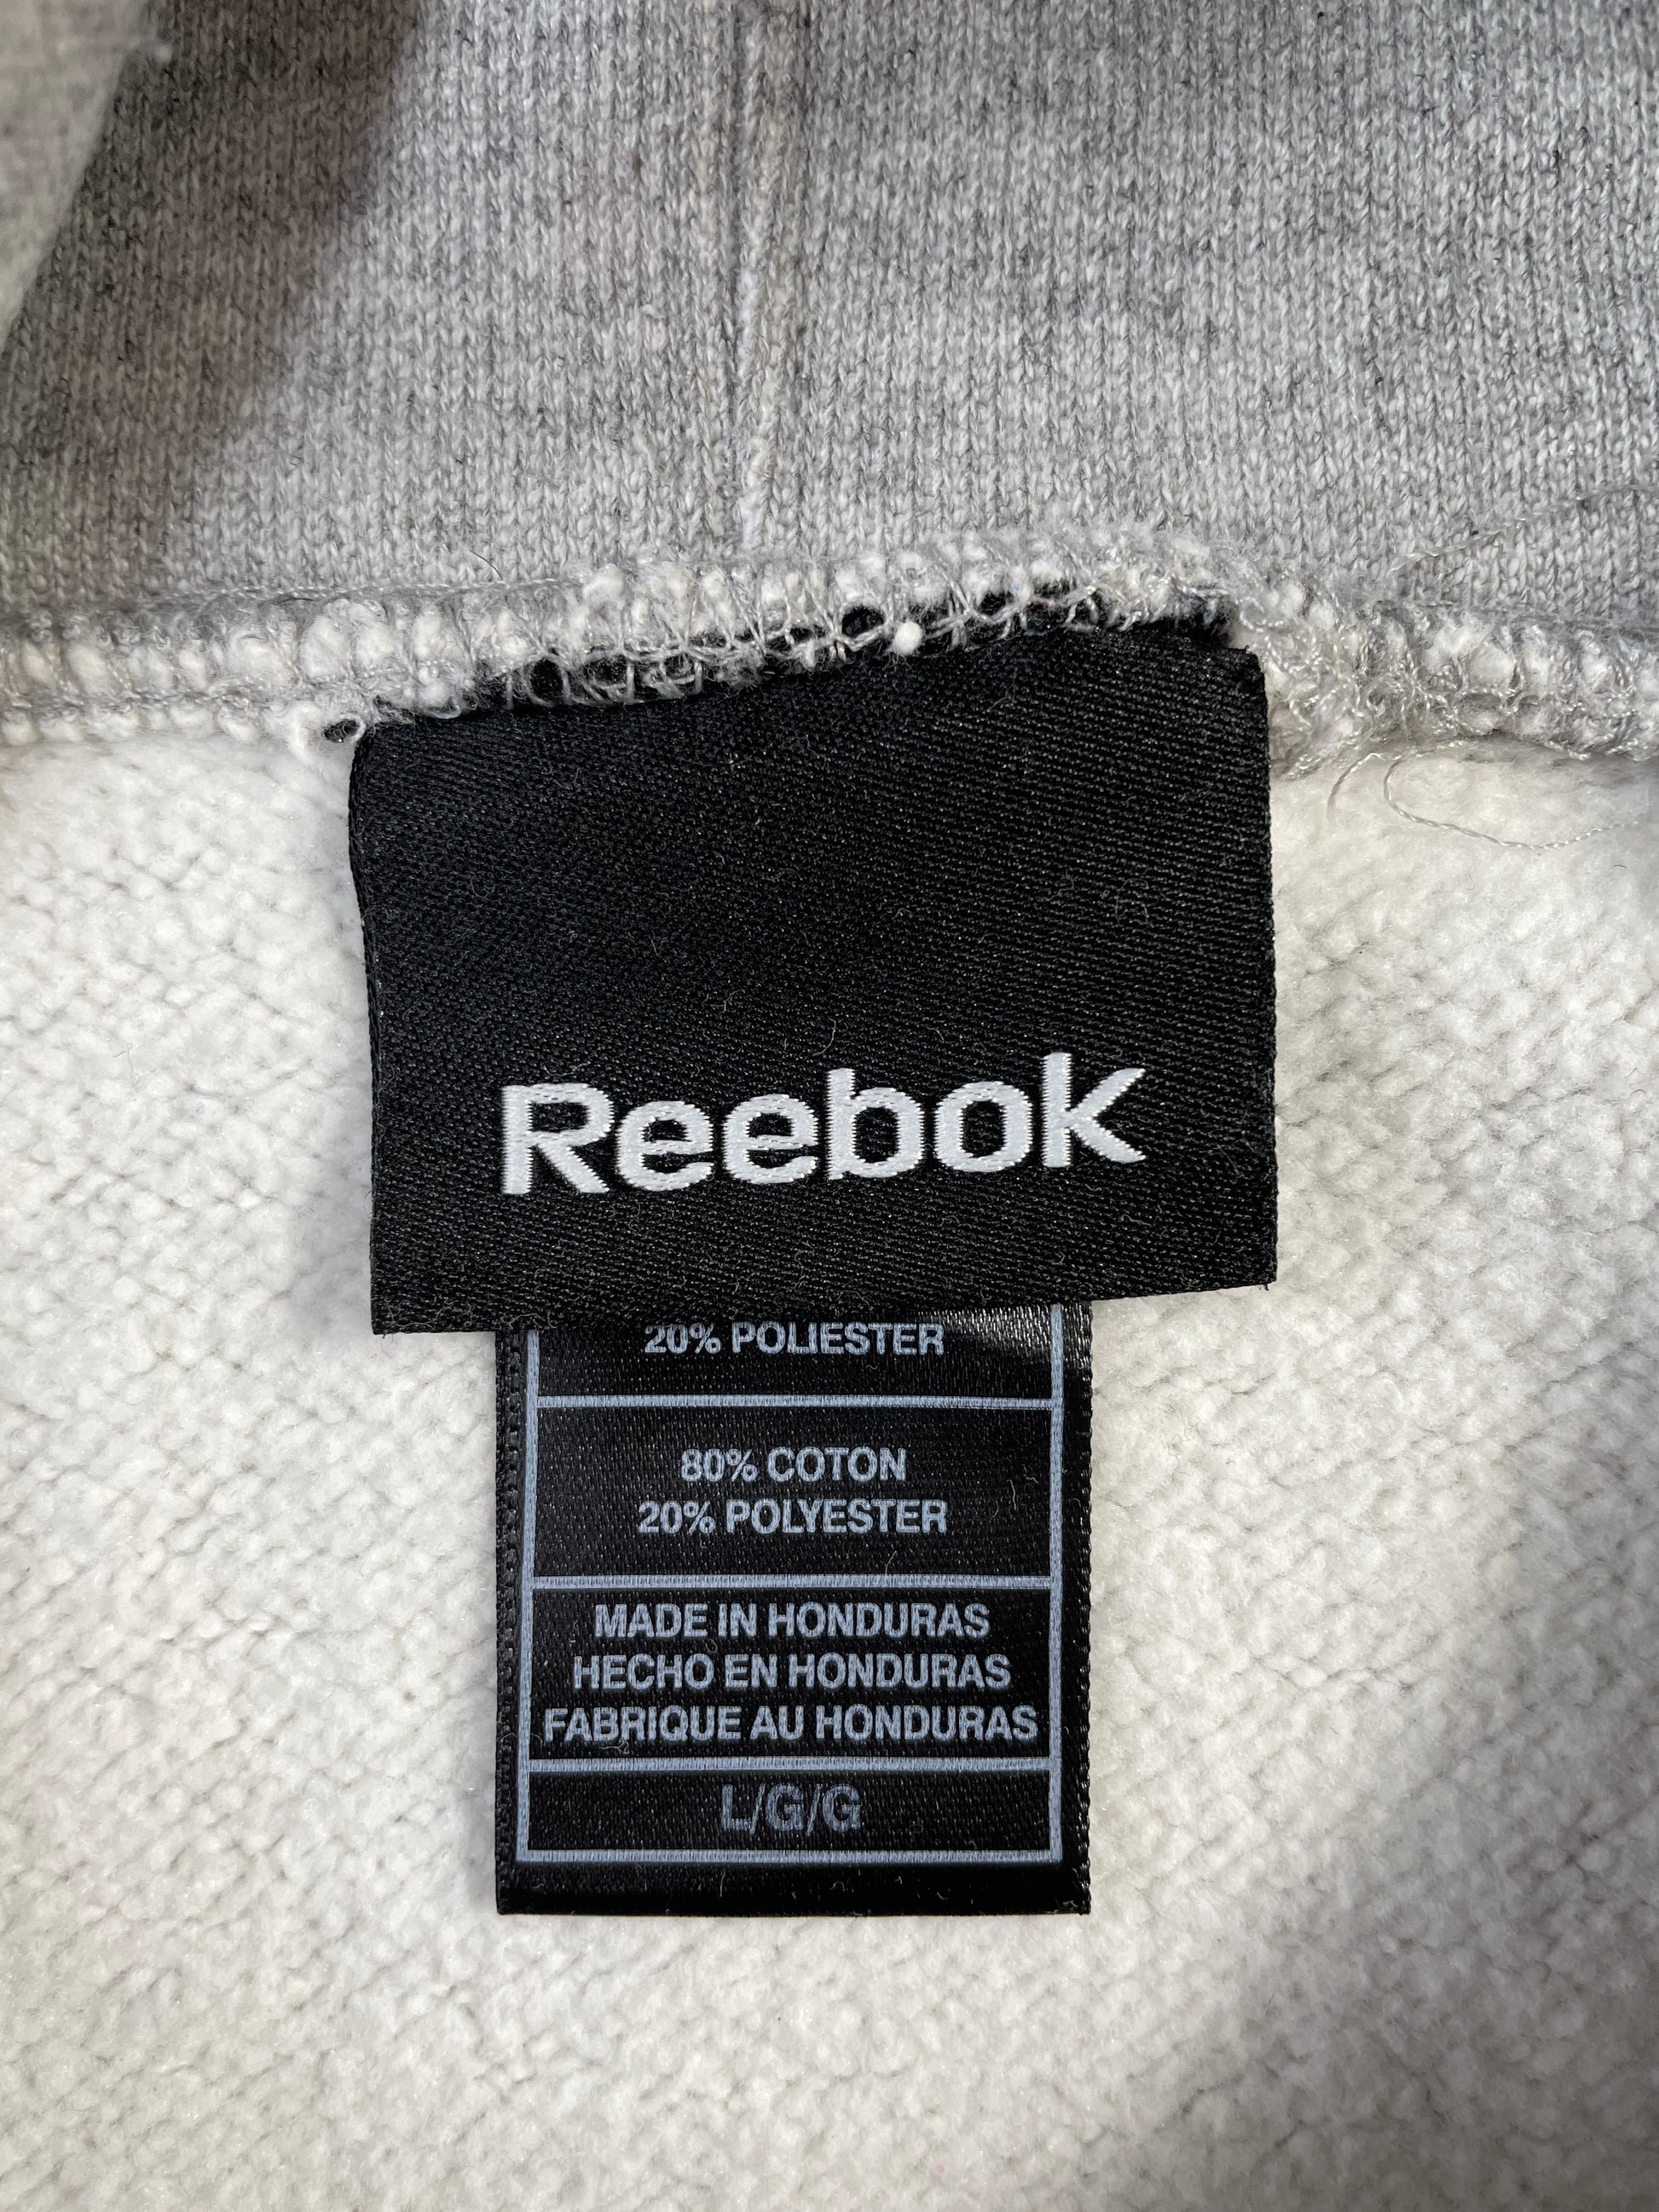 Reebok
20% POLIESTER
80% COTON
20% POLYESTER
MADE IN HONDURAS
HECHO EN HONDURAS
FABRIQUE AU HONDURAS
L/G/G